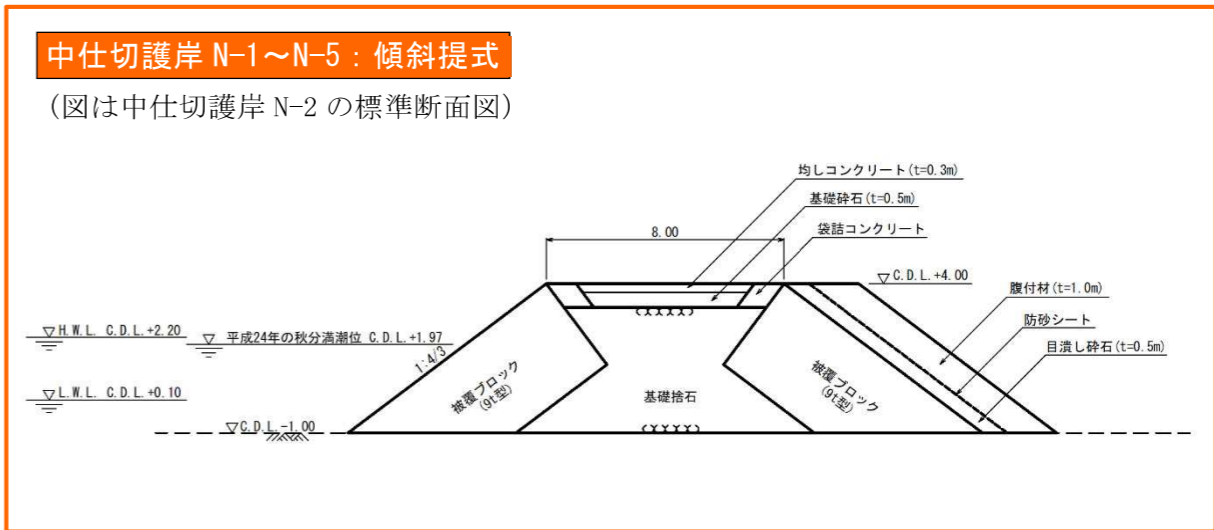 中仕切護岸 N-1～N-5：傾斜提式
(図は中仕切護岸 N-2 の標準断面図)
均しコンクリート(t=0.3m)
基礎砕石(t=0.5m)
8.00
袋詰コンクリート
▽C.D.L.+4.00
腹付材(t=1.0m)
防砂シート
▽H.W.L. C.D.L.+2.20
▽ 平成24年の秋分満潮位 C.D.L.+1.97
1:4/3
目潰し砕石(t=0.5m)
被覆ブロック
(9t型)
基礎捨石
被覆ブロック
(9t型)
▽L.W.L. C.D.L.+0.10
▽C.D.L.-1.00